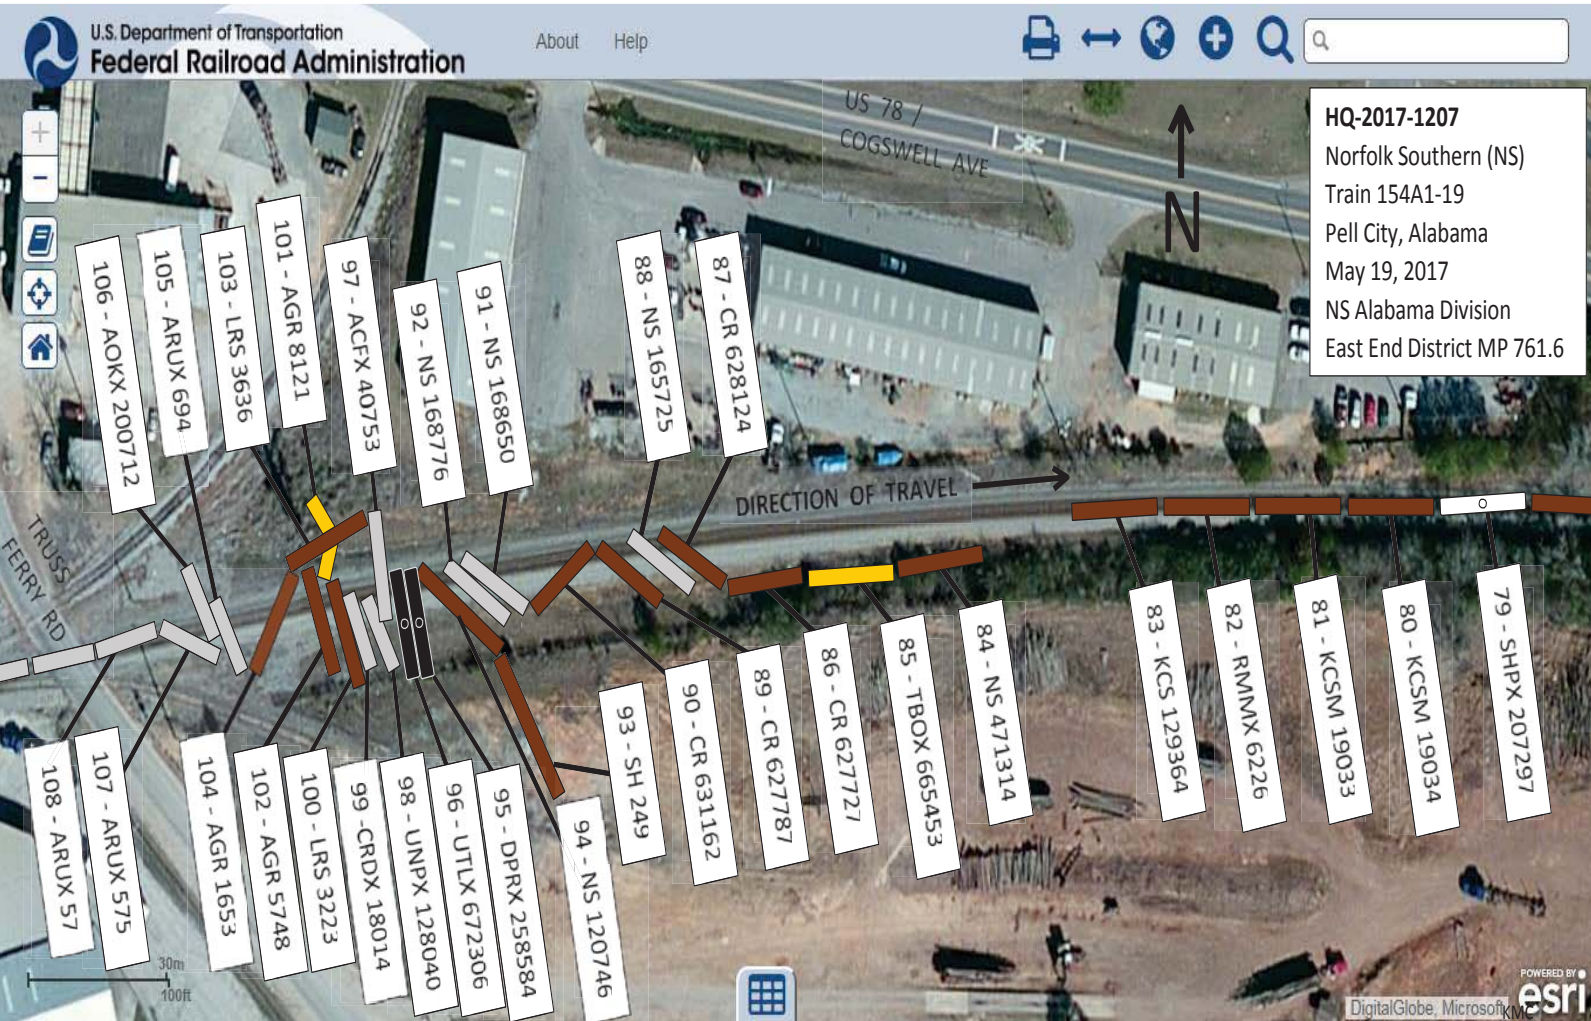 U.S. Department of Transportation
Federal Railroad Administration
About
Help
US 78 /
COGSWELL AVE
N
HQ-2017-1207
Norfolk Southern (NS)
Train 154A1-19
Pell City, Alabama
May 19, 2017
NS Alabama Division
East End District MP 761.6
106 - AOKX 200712
105 - ARUX 694
103 - LRS 3636
101 - AGR 8121
97 - ACFX 40753
92 - NS 168776
91 - NS 168650
88 - NS 165725
87 - CR 628124
DIRECTION OF TRAVEL
TRUSS
FERRY RD
108 - ARUX 57
107 - ARUX 575
104 - AGR 1653
102 - AGR 5748
100 - LRS 3223
99 -CRDX 18014
98 - UNPX 128040
96 - UTLX 672306
95 - DPRX 258584
94 - NS 120746
93 - SH 249
90 - CR 631162
89 - CR 627787
86 - CR 627727
85 - TBOX 665453
84 - NS 471314
83 - KCS 129364
82 - RMMX 6226
81 - KCSM 19033
80 - KCSM 19034
79 - SHPX 207297
30m
100ft
POWERED BY
esri
DigitalGlobe, Microsoft
KMC